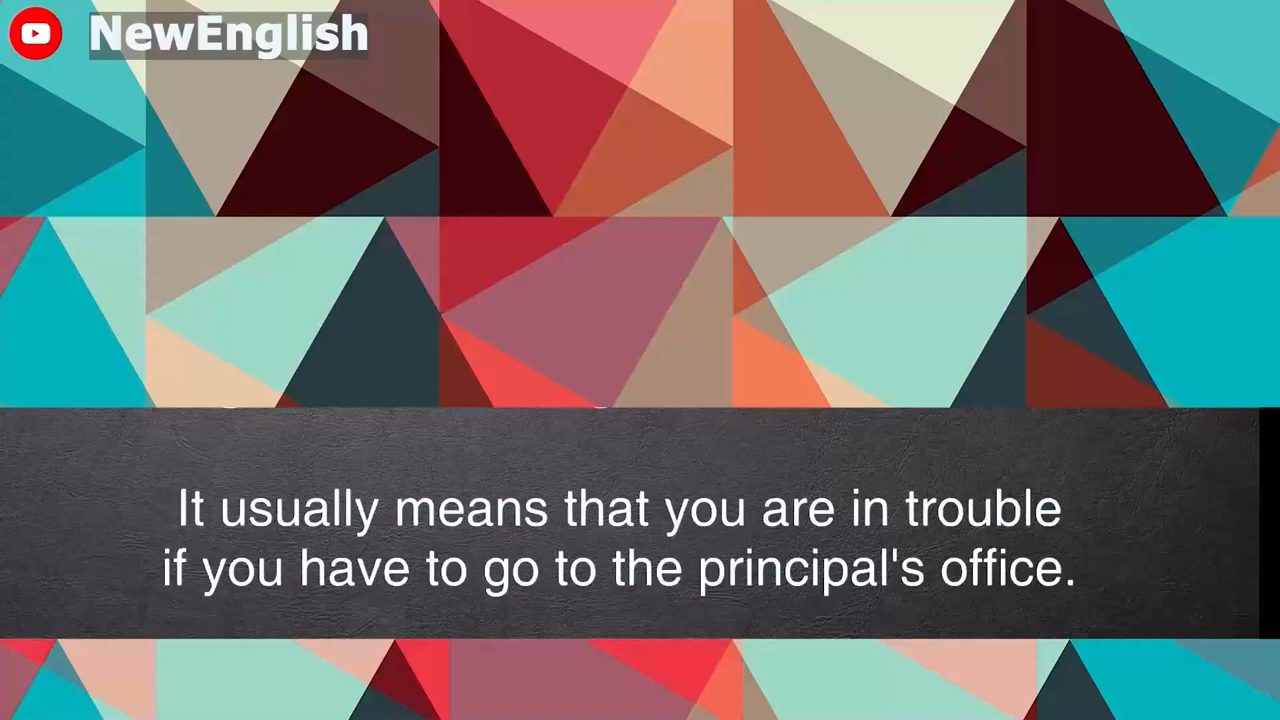 NewEnglish
It usually means that you are in trouble
if you have to go to the principal's office.